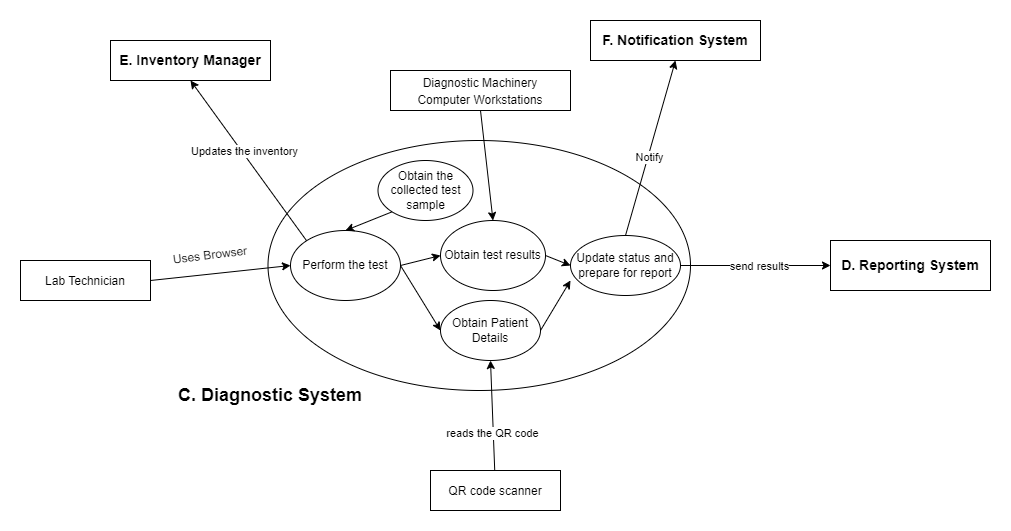 F. Notification System
E. Inventory Manager
Diagnostic Machinery
Computer Workstations
Updates the inventory
Notify
Obtain the
collected test
sample
Uses Browser
Lab Technician
Perform the test
Obtain test results
Update status and
prepare for report
send results
D. Reporting System
Obtain Patient
Details
C. Diagnostic System
reads the QR code
QR code scanner